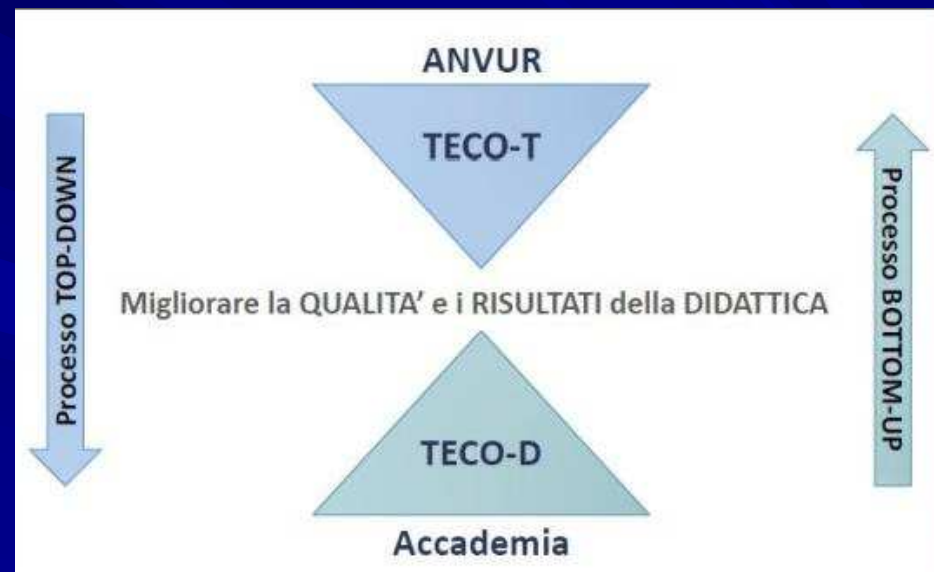 ANVUR
TECO-T
Processo TOP-DOWN
Migliorare la QUALITA’ e i RISULTATI della DIDATTICA
Processo BOTTOM-UP
TECO-D
Accademia